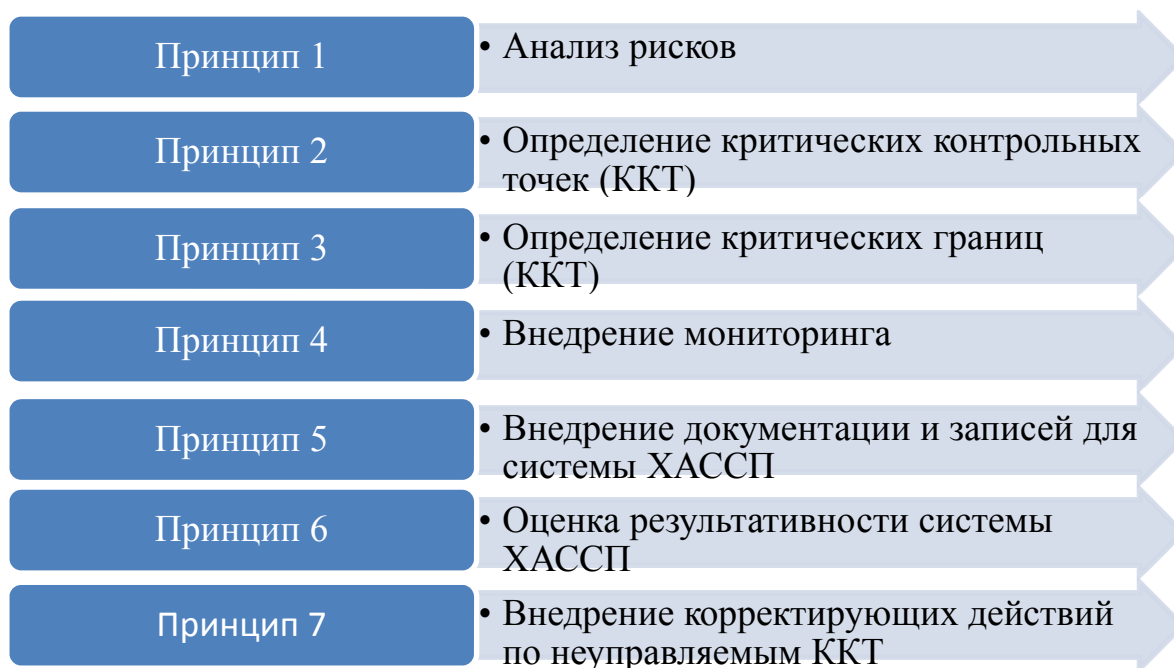 Принцип 1
• Анализ рисков
Принцип 2
• Определение критических контрольных
точек (ККТ)
Принцип 3
• Определение критических границ
(ККТ)
Принцип 4
• Внедрение мониторинга
Принцип 5
• Внедрение документации и записей для
системы ХАССП
Принцип 6
• Оценка результативности системы
ХАССП
Принцип 7
• Внедрение корректирующих действий
по неуправляемым ККТ